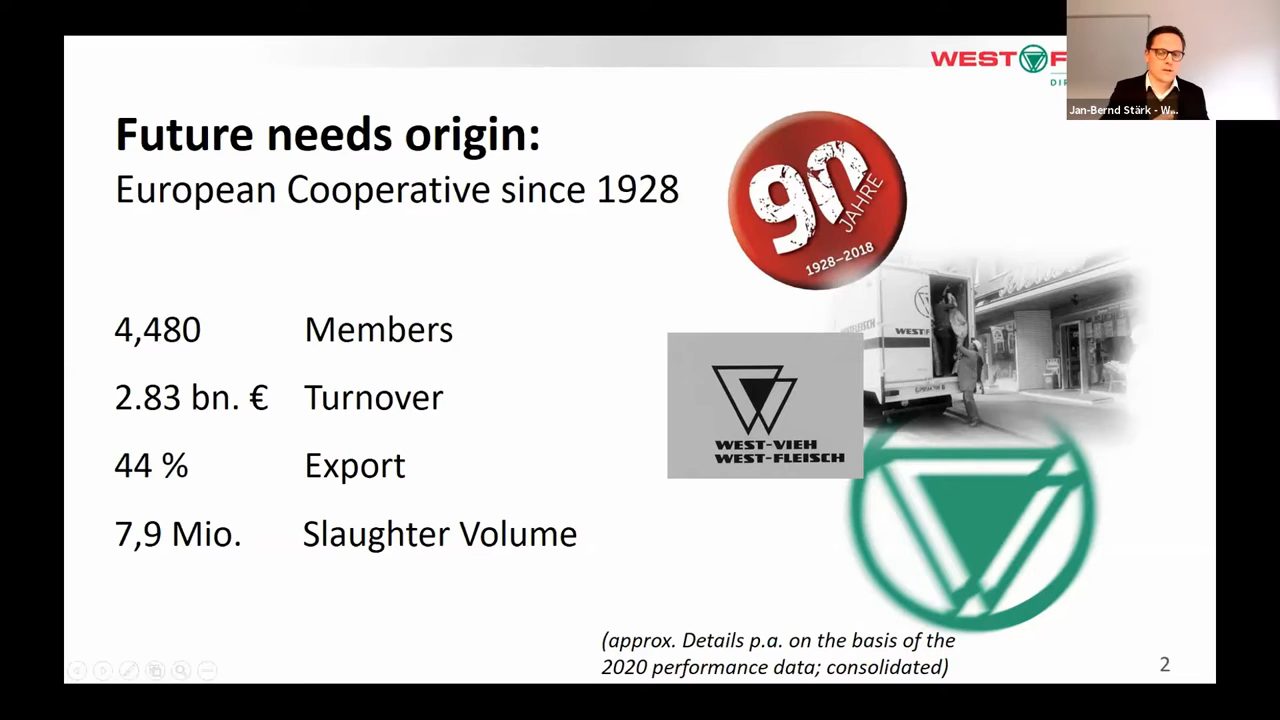 WEST F
DI
Jan-Bernd Stärk - W...
Future needs origin:
European Cooperative since 1928
90
JAHRE
1928–2018
4,480 Members
2.83 bn. € Turnover
44 % Export
7,9 Mio. Slaughter Volume
WEST-VIEH
WEST-FLEISCH
(approx. Details p.a. on the basis of the
2020 performance data; consolidated)
2